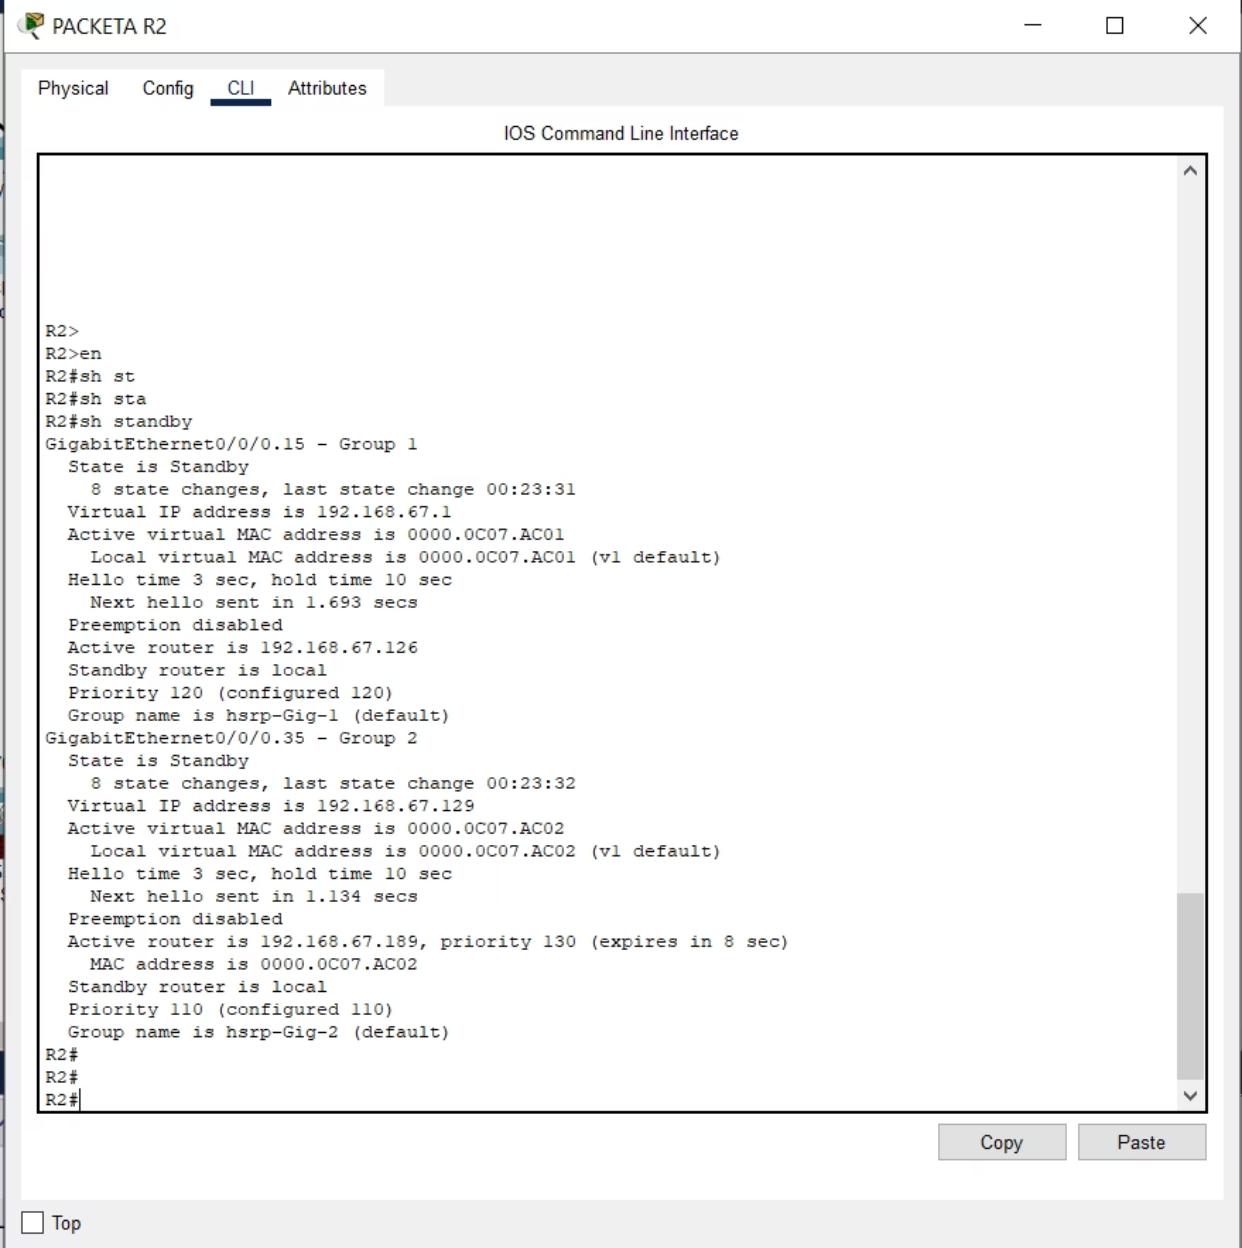 PACKETA R2
Physical Config CLI Attributes
IOS Command Line Interface
R2>
R2>en
R2#sh st
R2#sh sta
R2#sh standby
GigabitEthernet0/0/0.15 - Group 1
State is Standby
8 state changes, last state change 00:23:31
Virtual IP address is 192.168.67.1
Active virtual MAC address is 0000.0C07.AC01
Local virtual MAC address is 0000.0C07.AC01 (v1 default)
Hello time 3 sec, hold time 10 sec
Next hello sent in 1.693 secs
Preemption disabled
Active router is 192.168.67.126
Standby router is local
Priority 120 (configured 120)
Group name is hsrp-Gig-1 (default)
GigabitEthernet0/0/0.35 - Group 2
State is Standby
8 state changes, last state change 00:23:32
Virtual IP address is 192.168.67.129
Active virtual MAC address is 0000.0C07.AC02
Local virtual MAC address is 0000.0C07.AC02 (v1 default)
Hello time 3 sec, hold time 10 sec
Next hello sent in 1.134 secs
Preemption disabled
Active router is 192.168.67.189, priority 130 (expires in 8 sec)
MAC address is 0000.0C07.AC02
Standby router is local
Priority 110 (configured 110)
Group name is hsrp-Gig-2 (default)
R2#
R2#
R2#
Copy Paste
Top